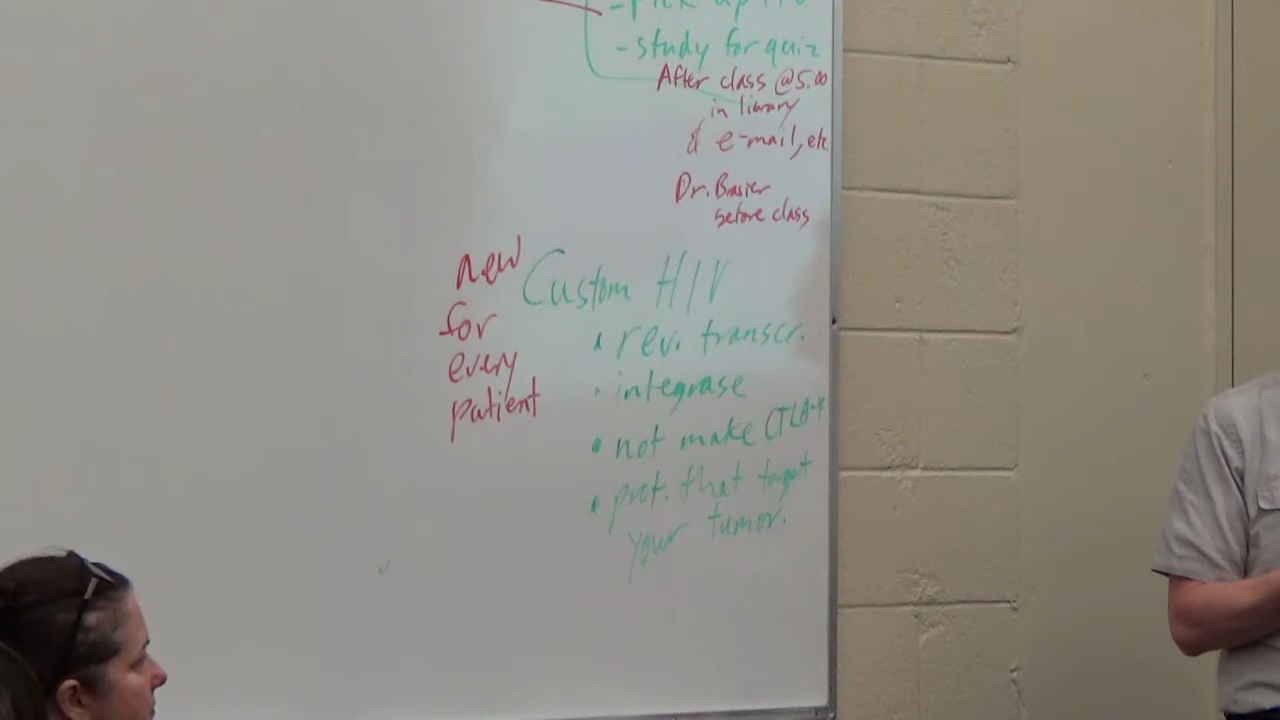 - study for quiz
After class @5.00
in library
& e-mail, etc
Dr. Brasier
before class
new
for
every
patient
Custom HIV
• rev. transcr.
• integrase
• not make CTLA-4
• prot. that target
your tumor.